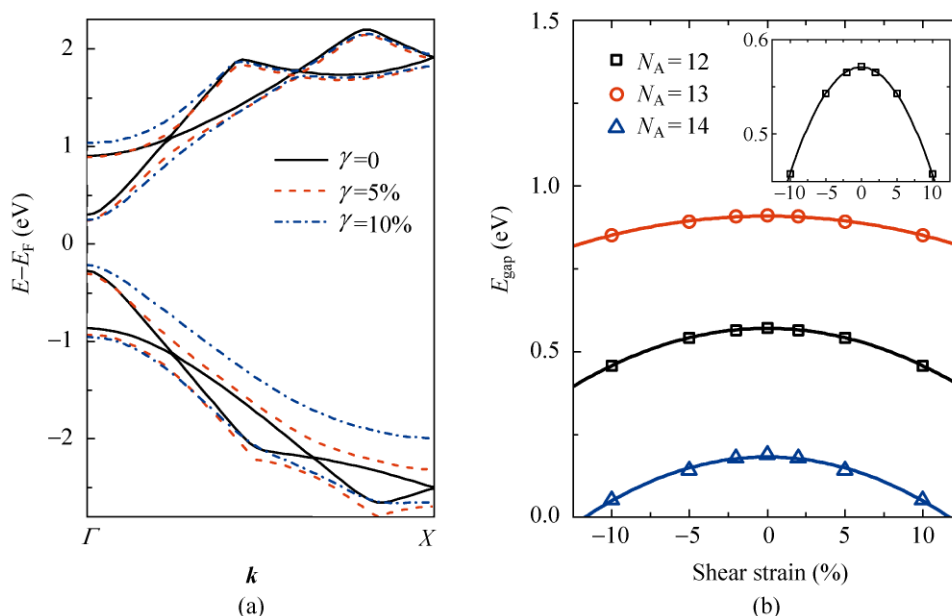 2
1
0
−1
−2
E−E_F (eV)
γ=0
γ=5%
γ=10%
Γ
X
k
(a)
1.5
1.0
0.5
0.0
E_gap (eV)
N_A = 12
N_A = 13
N_A = 14
0.6
0.5
−10 −5 0 5 10
−10 −5 0 5 10
Shear strain (%)
(b)